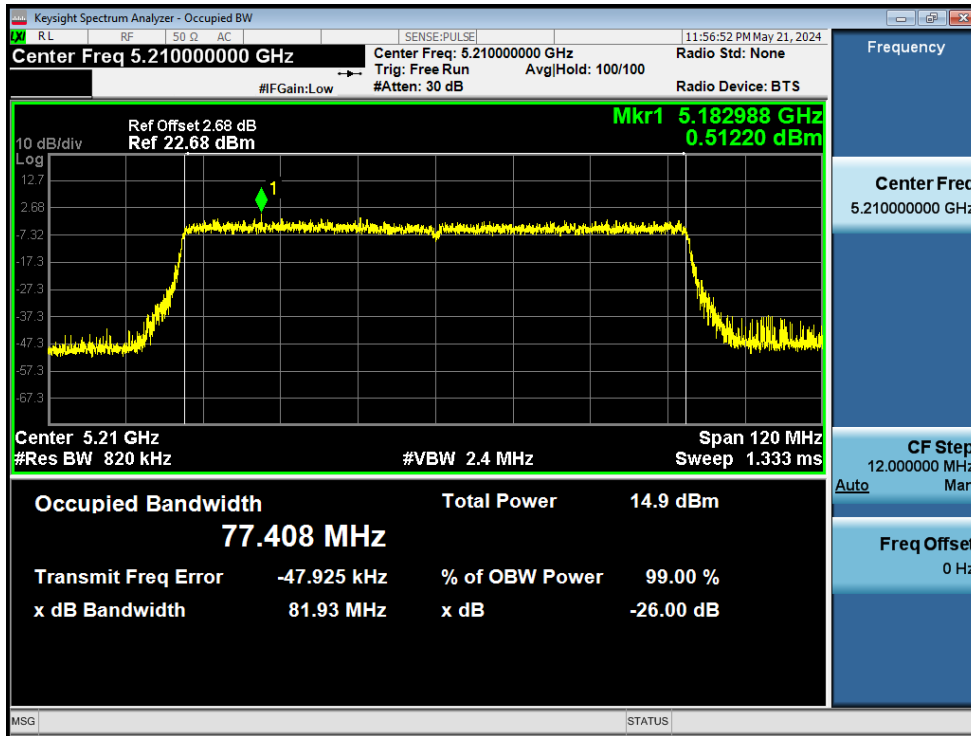 Keysight Spectrum Analyzer - Occupied BW
LXI RL RF 50 Ω AC SENSE:PULSE 11:56:52 PM May 21, 2024
Center Freq 5.210000000 GHz
Center Freq: 5.210000000 GHz
Radio Std: None
Trig: Free Run Avg|Hold: 100/100
#IFGain:Low
#Atten: 30 dB
Radio Device: BTS
Frequency
Mkr1 5.182988 GHz
0.51220 dBm
Ref Offset 2.68 dB
10 dB/div Ref 22.68 dBm
Log
12.7
2.68
-7.32
-17.3
-27.3
-37.3
-47.3
-57.3
-67.3
1
Center 5.21 GHz Span 120 MHz
#Res BW 820 kHz #VBW 2.4 MHz Sweep 1.333 ms
Occupied Bandwidth
77.408 MHz
Total Power 14.9 dBm
Transmit Freq Error -47.925 kHz % of OBW Power 99.00 %
x dB Bandwidth 81.93 MHz x dB -26.00 dB
Center Freq
5.210000000 GHz
CF Step
12.000000 MHz
Auto Man
Freq Offset
0 Hz
MSG STATUS